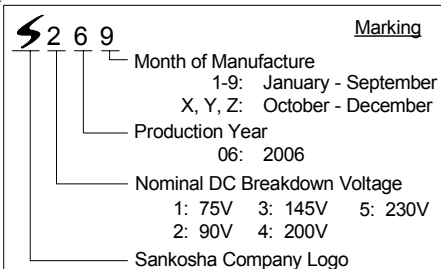 Marking
2 6 9
Month of Manufacture
1-9: January - September
X, Y, Z: October - December
Production Year
06: 2006
Nominal DC Breakdown Voltage
1: 75V 3: 145V 5: 230V
2: 90V 4: 200V
Sankosha Company Logo